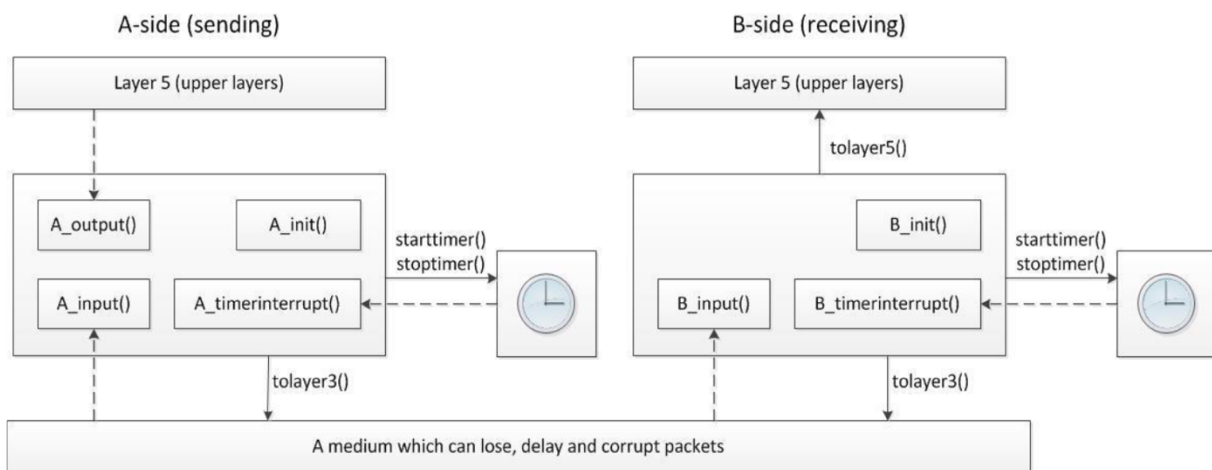 A-side (sending)
B-side (receiving)
Layer 5 (upper layers)
Layer 5 (upper layers)
tolayer5()
A_output()
A_init()
B_init()
starttimer()
stoptimer()
starttimer()
stoptimer()
A_input()
A_timerinterrupt()
B_input()
B_timerinterrupt()
tolayer3()
tolayer3()
A medium which can lose, delay and corrupt packets